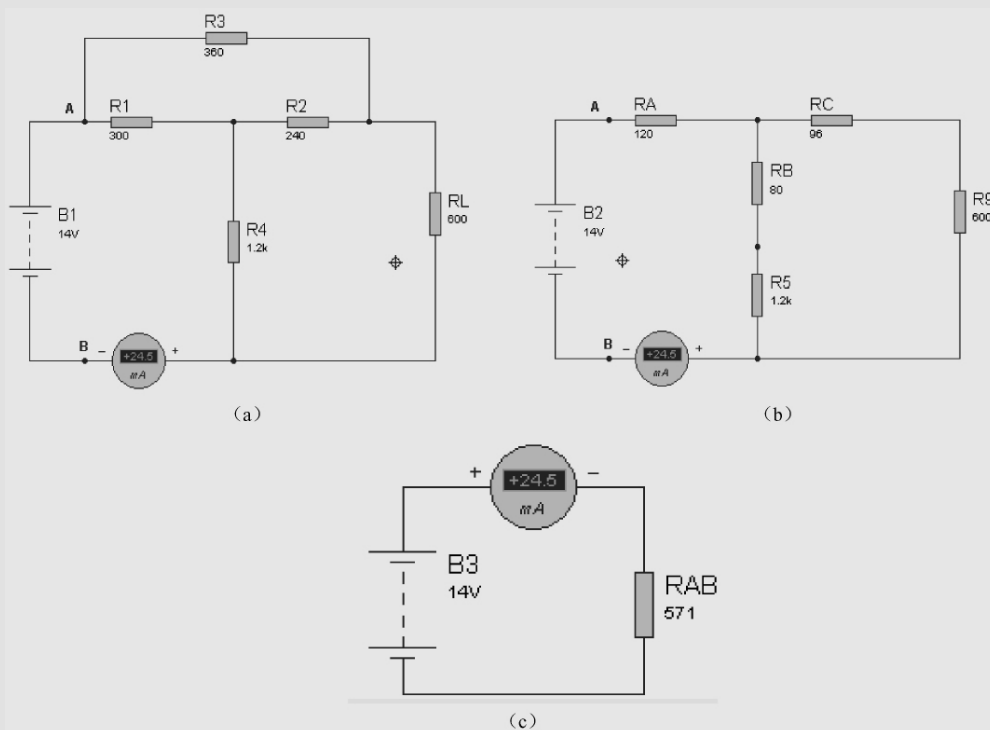 R3
360
A
R1
300
R2
240
B1
14V
R4
1.2k
RL
600
B
−
+24.5
mA
+
(a)
A
RA
120
RC
96
RB
80
B2
14V
R5
1.2k
R9
600
B
−
+24.5
mA
+
(b)
+
+24.5
mA
−
B3
14V
RAB
571
(c)